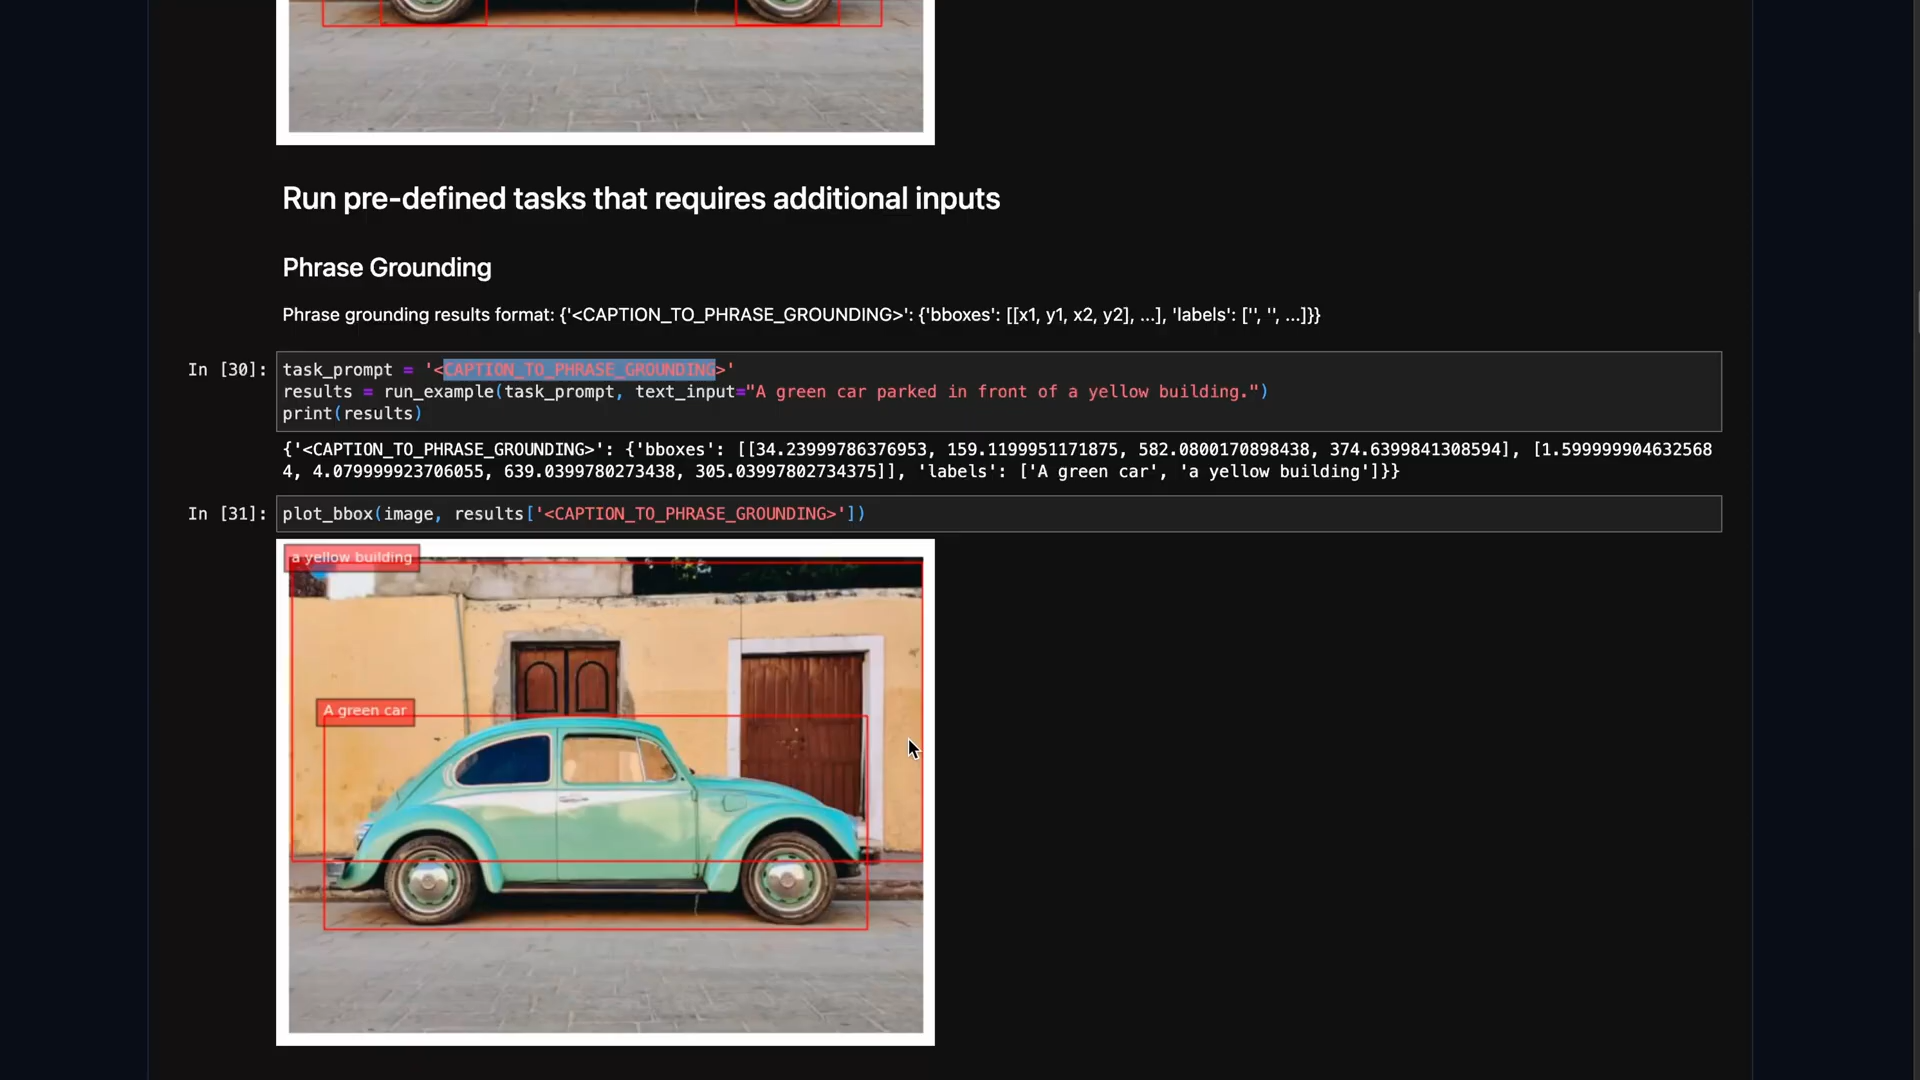 Run pre-defined tasks that requires additional inputs
Phrase Grounding
Phrase grounding results format: {'<CAPTION_TO_PHRASE_GROUNDING>': {'bboxes': [[x1, y1, x2, y2], ...], 'labels': ['', '', ...]}}
In [30]: task_prompt = '<CAPTION_TO_PHRASE_GROUNDING>'
results = run_example(task_prompt, text_input="A green car parked in front of a yellow building.")
print(results)
{'<CAPTION_TO_PHRASE_GROUNDING>': {'bboxes': [[34.23999786376953, 159.1199951171875, 582.0800170898438, 374.6399841308594], [1.599999904632568
4, 4.079999923706055, 639.0399780273438, 305.03997802734375]], 'labels': ['A green car', 'a yellow building']}}
In [31]: plot_bbox(image, results['<CAPTION_TO_PHRASE_GROUNDING>'])
a yellow building
A green car